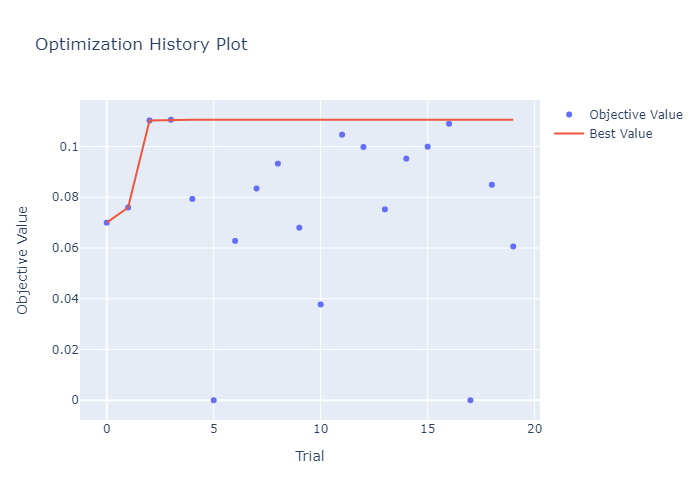 Optimization History Plot
Objective Value
Best Value
0.1
0.08
0.06
0.04
0.02
0
Objective Value
0
5
10
15
20
Trial